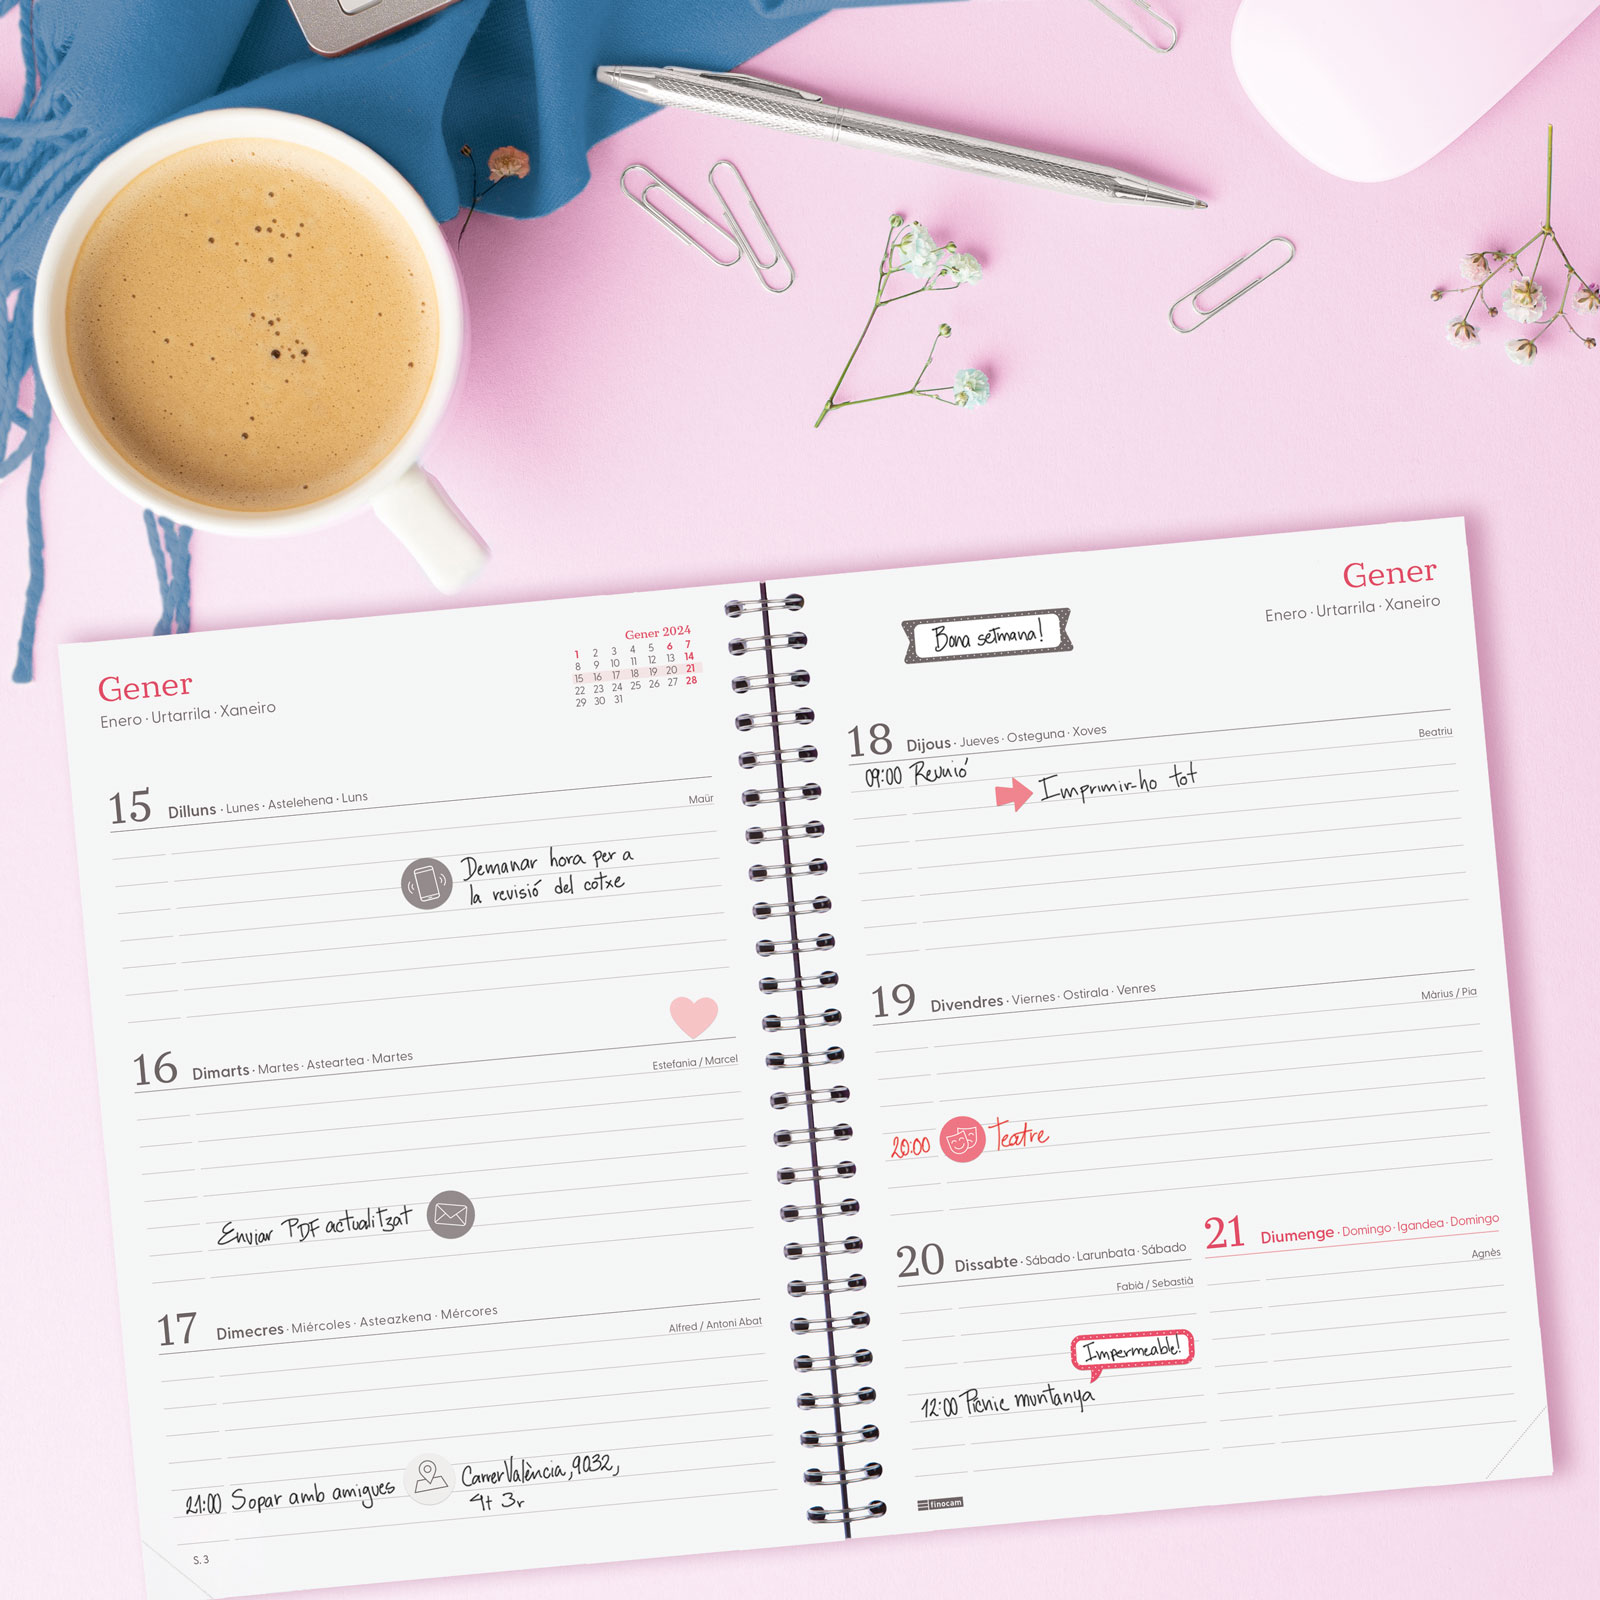 Gener
Enero · Urtarrila · Xaneiro
Gener 2024
1 2 3 4 5 6 7
8 9 10 11 12 13 14
15 16 17 18 19 20 21
22 23 24 25 26 27 28
29 30 31
15 Dilluns · Lunes · Astelehena · Luns
Maür
Demanar hora per a
la revisió del cotxe
16 Dimarts · Martes · Asteartea · Martes
Estefania / Marcel
Enviar PDF actualitzat
17 Dimecres · Miércoles · Asteazkena · Mércores
Alfred / Antoni Abat
21:00 Sopar amb amigues
Carrer València, 9032,
4t 3r
S. 3
Gener
Enero · Urtarrila · Xaneiro
Bona setmana!
18 Dijous · Jueves · Osteguna · Xoves
Beatriu
09:00 Reunió
Imprimir-ho tot
19 Divendres · Viernes · Ostirala · Venres
Màrius / Pia
20:00 Teatre
20 Dissabte · Sábado · Larunbata · Sábado
Fabià / Sebastià
Impermeable!
12:00 Picnic muntanya
21 Diumenge · Domingo · Igandea · Domingo
Agnès
finocam